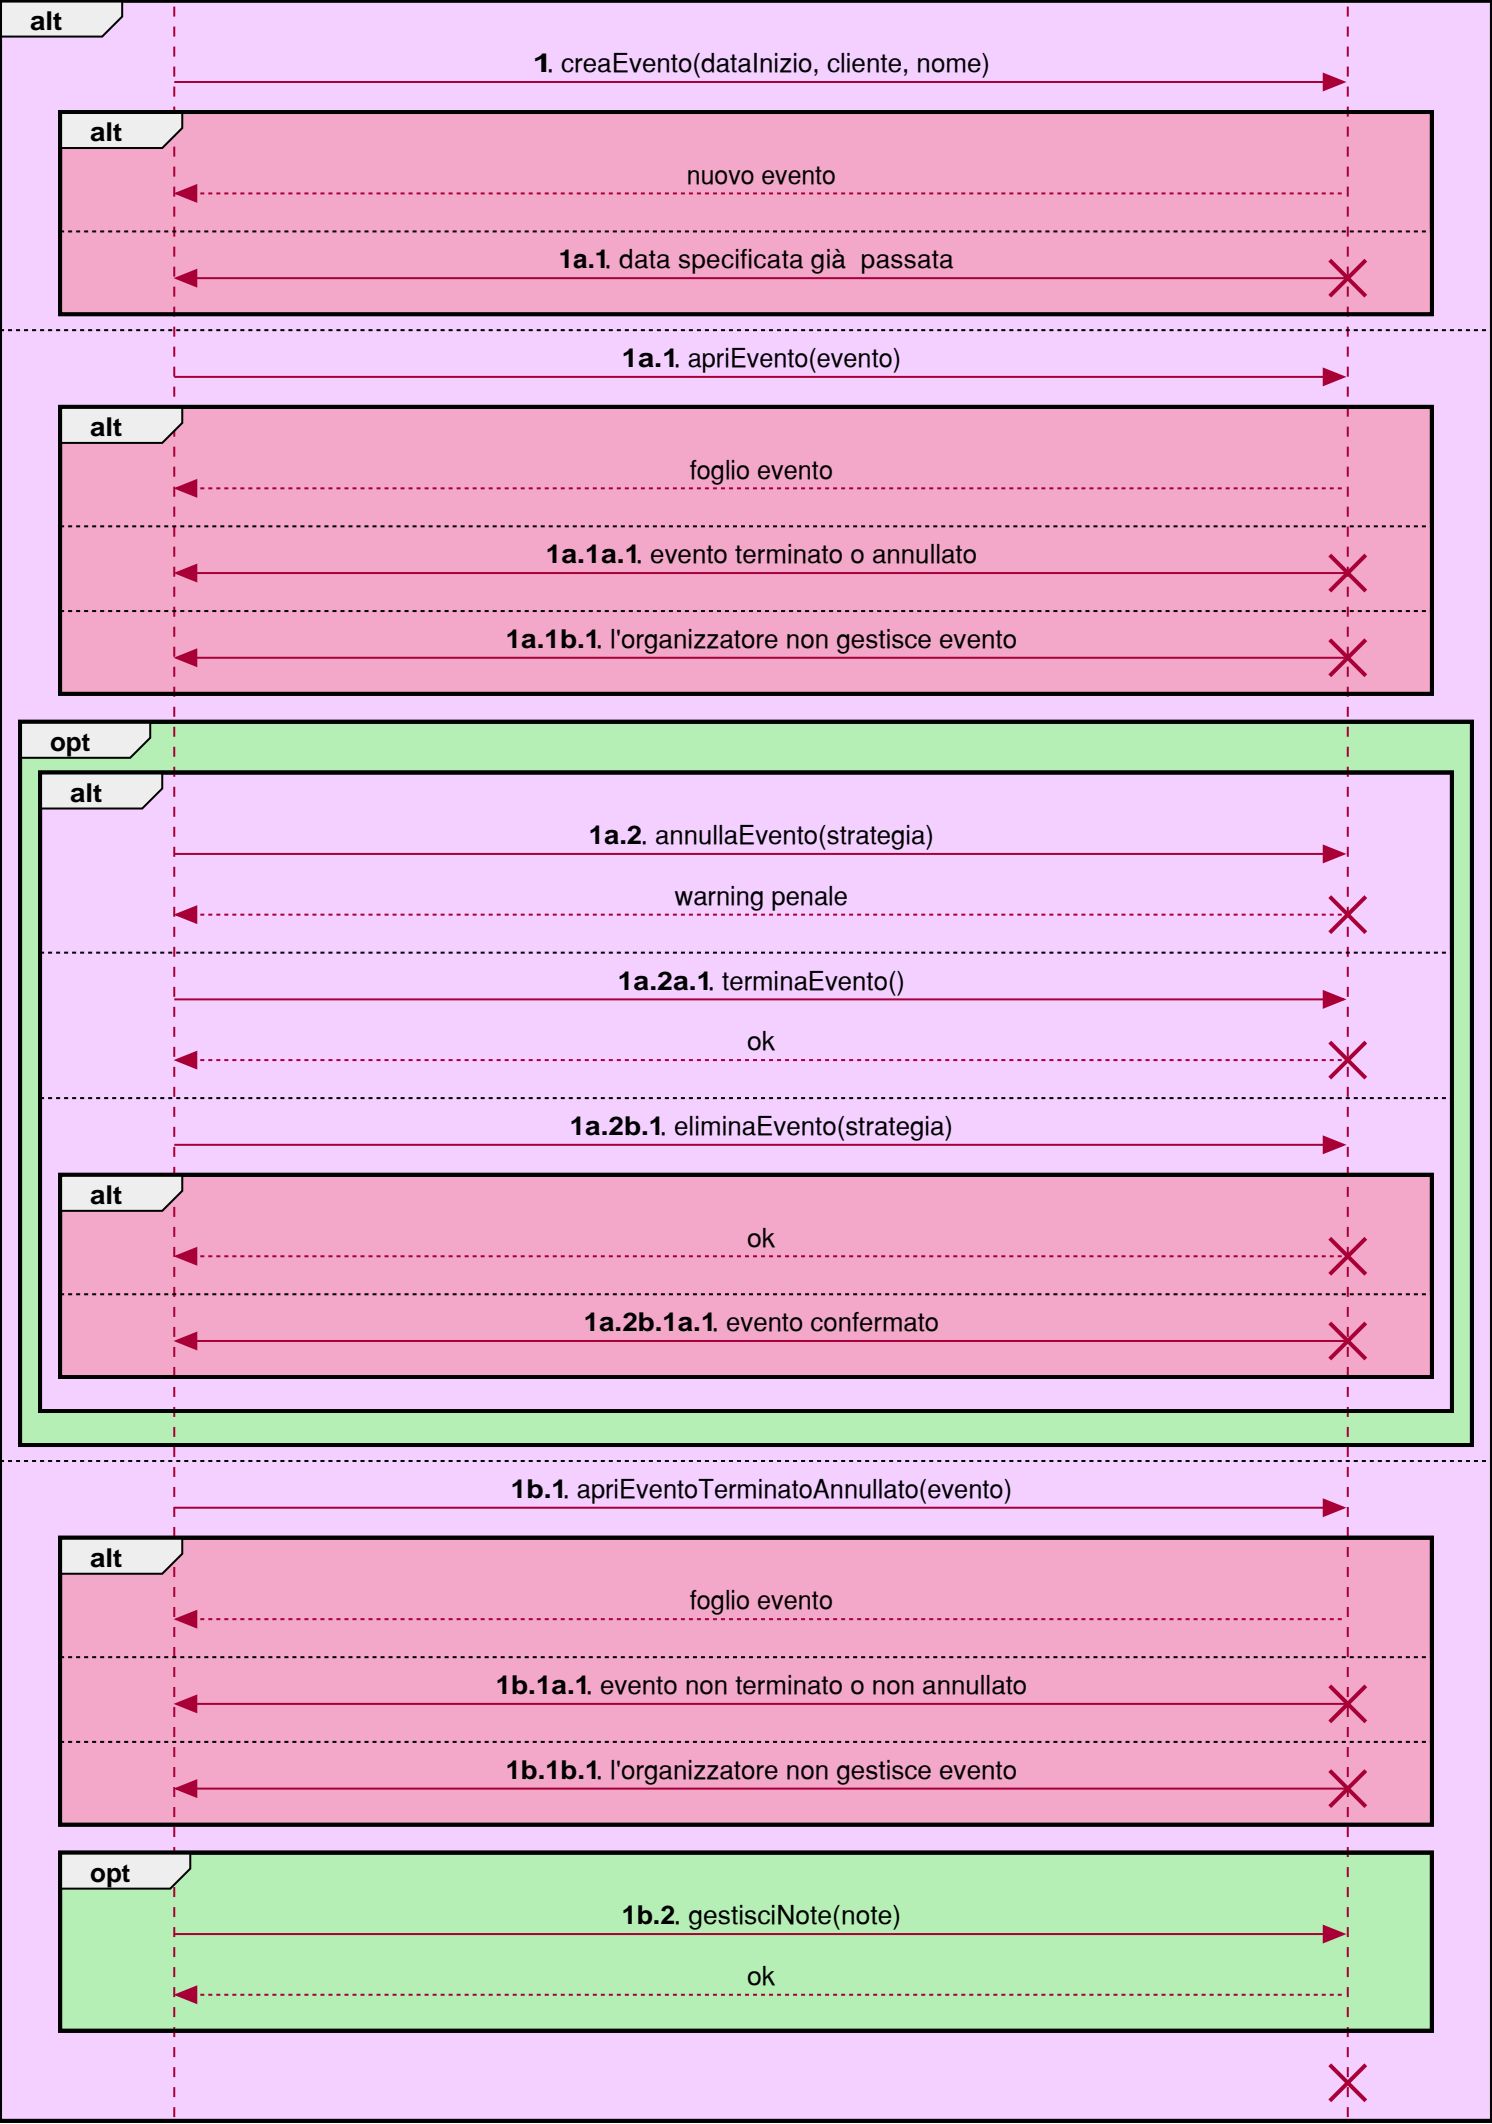 alt
1. creaEvento(dataInizio, cliente, nome)
alt
nuovo evento
1a.1. data specificata già  passata
1a.1. apriEvento(evento)
alt
foglio evento
1a.1a.1. evento terminato o annullato
1a.1b.1. l'organizzatore non gestisce evento
opt
alt
1a.2. annullaEvento(strategia)
warning penale
1a.2a.1. terminaEvento()
ok
1a.2b.1. eliminaEvento(strategia)
alt
ok
1a.2b.1a.1. evento confermato
1b.1. apriEventoTerminatoAnnullato(evento)
alt
foglio evento
1b.1a.1. evento non terminato o non annullato
1b.1b.1. l'organizzatore non gestisce evento
opt
1b.2. gestisciNote(note)
ok